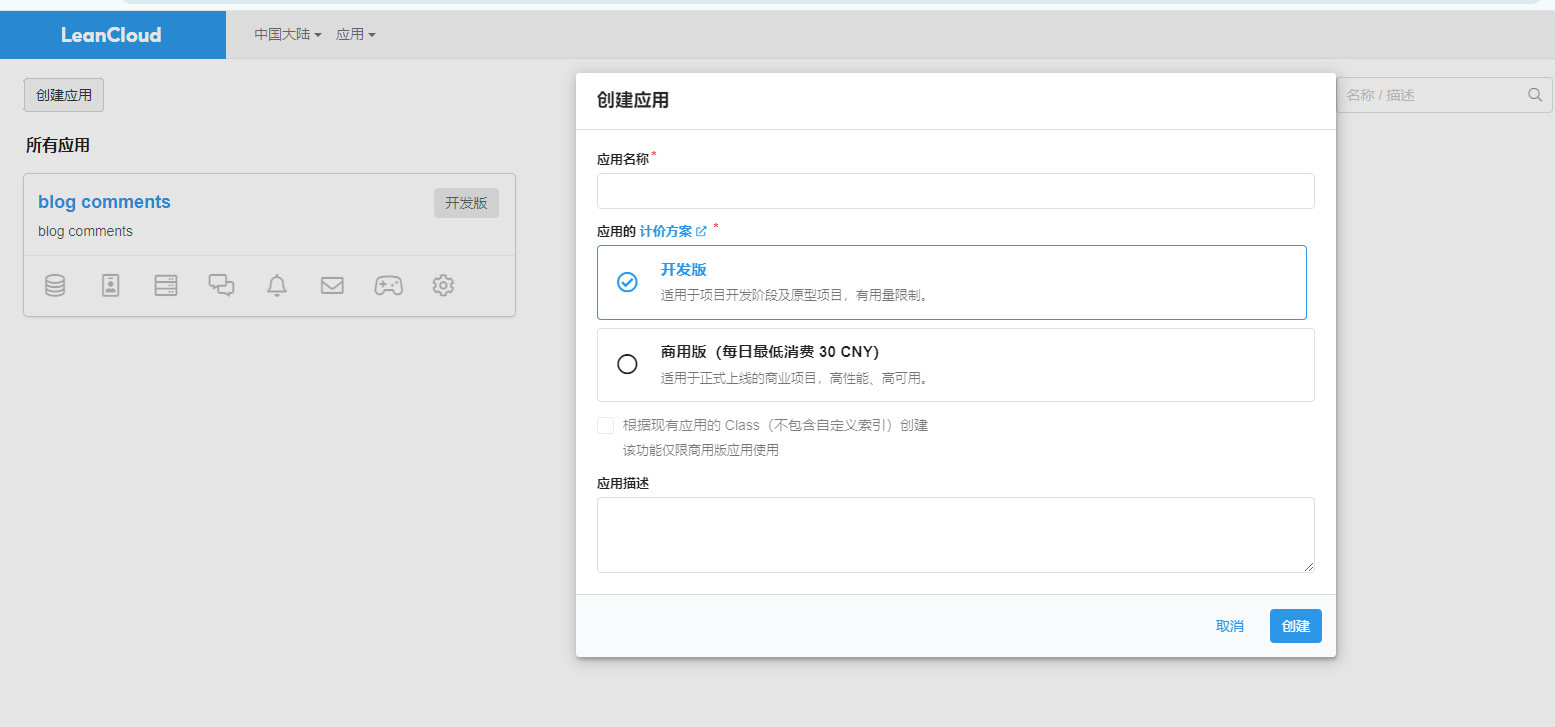 LeanCloud
中国大陆 应用
创建应用
名称 / 描述
所有应用
blog comments
开发版
blog comments
创建应用
应用名称*
应用的 计价方案 *
开发版
适用于项目开发阶段及原型项目，有用量限制。
商用版（每日最低消费 30 CNY）
适用于正式上线的商业项目，高性能、高可用。
根据现有应用的 Class（不包含自定义索引）创建
该功能仅限商用版应用使用
应用描述
取消 创建